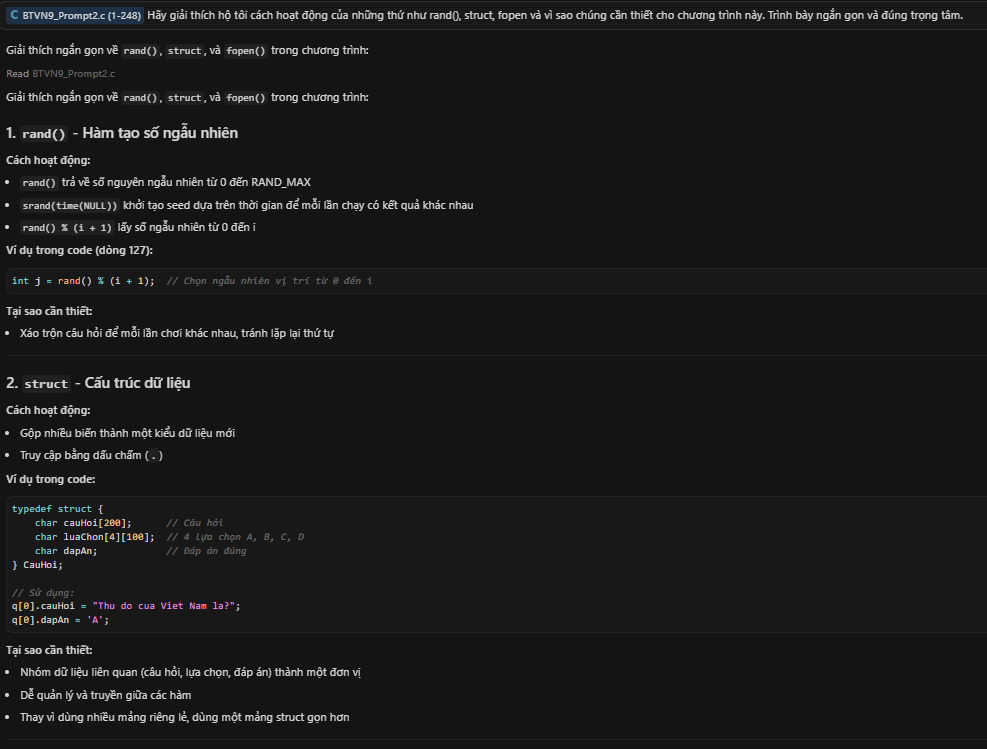 C BTVN9_Prompt2.c (1-248) Hãy giải thích hộ tôi cách hoạt động của những thứ như rand(), struct, fopen và vì sao chúng cần thiết cho chương trình này. Trình bày ngắn gọn và đúng trọng tâm.
Giải thích ngắn gọn về rand(), struct, và fopen() trong chương trình:
Read BTVN9_Prompt2.c
Giải thích ngắn gọn về rand(), struct, và fopen() trong chương trình:
1. rand() - Hàm tạo số ngẫu nhiên
Cách hoạt động:
• rand() trả về số nguyên ngẫu nhiên từ 0 đến RAND_MAX
• srand(time(NULL)) khởi tạo seed dựa trên thời gian để mỗi lần chạy có kết quả khác nhau
• rand() % (i + 1) lấy số ngẫu nhiên từ 0 đến i
Ví dụ trong code (dòng 127):
int j = rand() % (i + 1);  // Chọn ngẫu nhiên vị trí từ 0 đến i
Tại sao cần thiết:
• Xáo trộn câu hỏi để mỗi lần chơi khác nhau, tránh lặp lại thứ tự
2. struct - Cấu trúc dữ liệu
Cách hoạt động:
• Gộp nhiều biến thành một kiểu dữ liệu mới
• Truy cập bằng dấu chấm (.)
Ví dụ trong code:
typedef struct {
char cauHoi[200];      // Câu hỏi
char luaChon[4][100];  // 4 lựa chọn A, B, C, D
char dapAn;            // Đáp án đúng
} CauHoi;
// Sử dụng:
q[0].cauHoi = "Thu do cua Viet Nam la?";
q[0].dapAn = 'A';
Tại sao cần thiết:
• Nhóm dữ liệu liên quan (câu hỏi, lựa chọn, đáp án) thành một đơn vị
• Dễ quản lý và truyền giữa các hàm
• Thay vì dùng nhiều mảng riêng lẻ, dùng một mảng struct gọn hơn